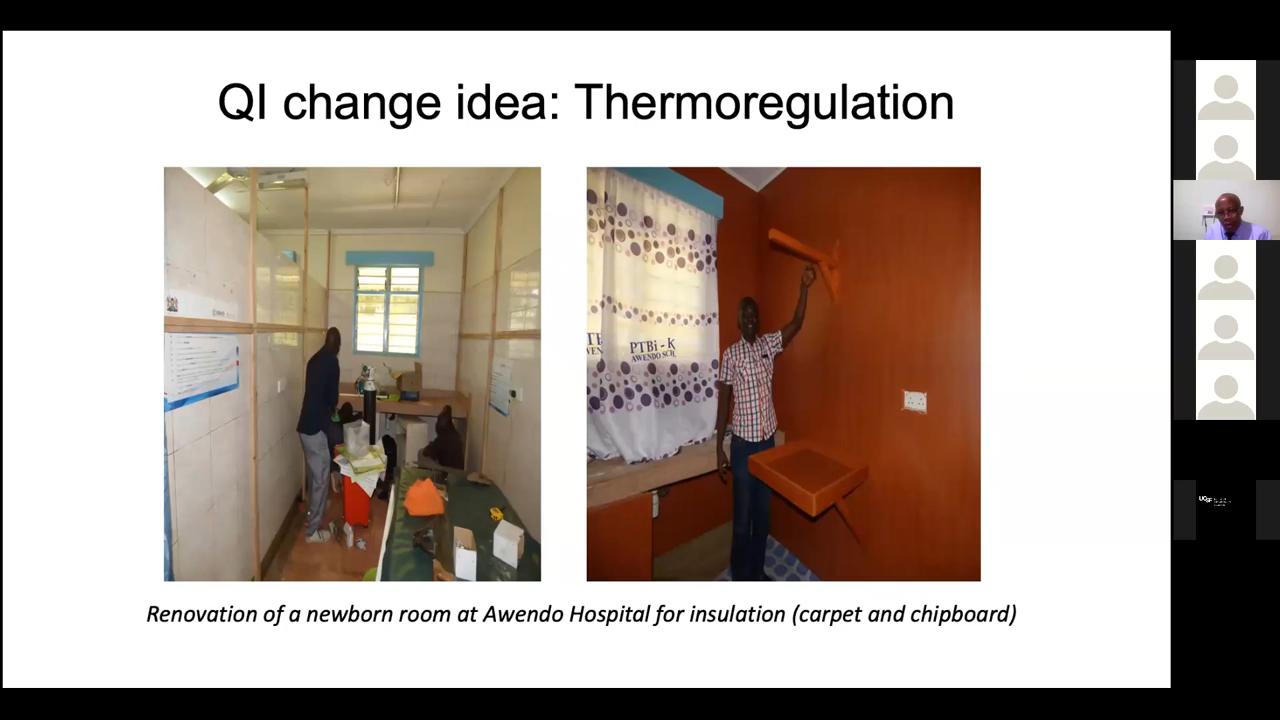 QI change idea: Thermoregulation
PTBi - K
AWENDO SCH
Renovation of a newborn room at Awendo Hospital for insulation (carpet and chipboard)
UCSF